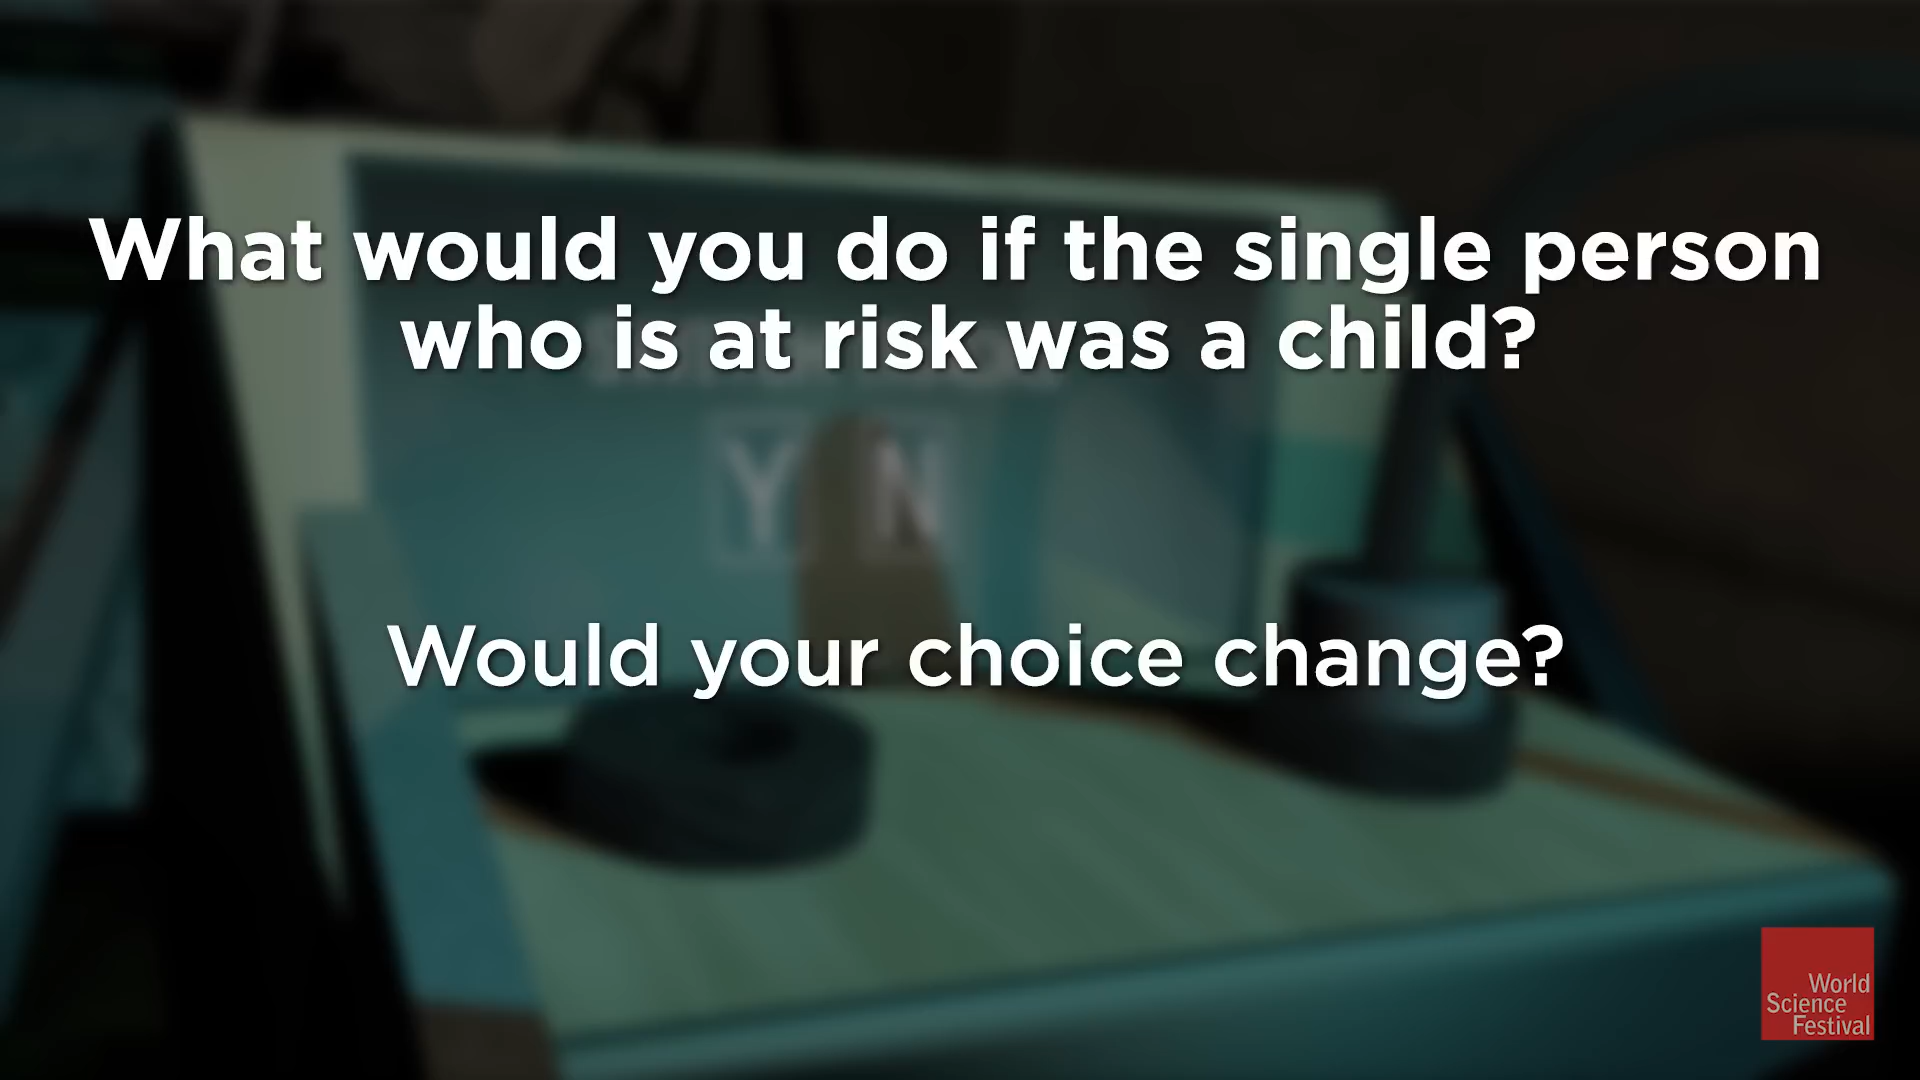 What would you do if the single person
who is at risk was a child?
Y N
Would your choice change?
World
Science
Festival